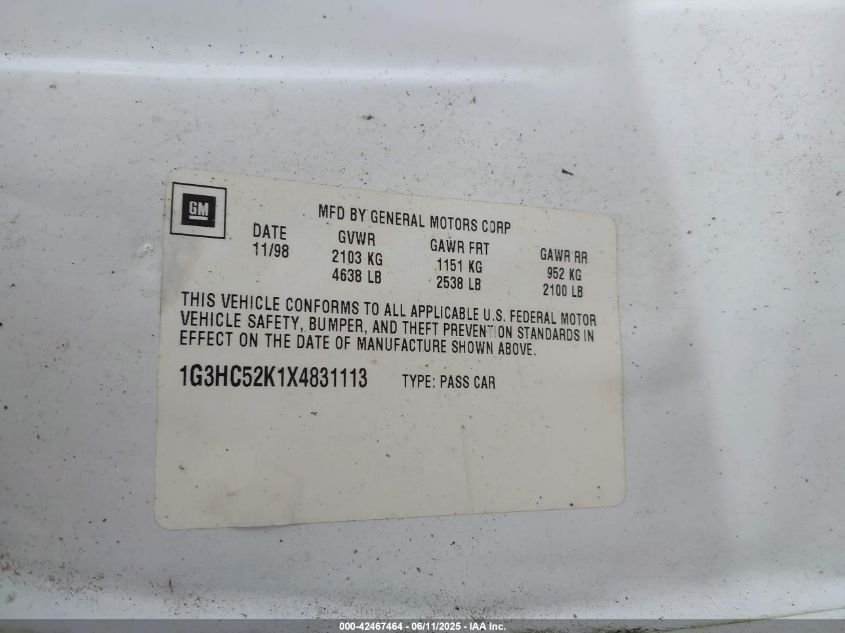 GM
MFD BY GENERAL MOTORS CORP
DATE GVWR GAWR FRT GAWR RR
11/98 2103 KG 1151 KG 952 KG
4638 LB 2538 LB 2100 LB
THIS VEHICLE CONFORMS TO ALL APPLICABLE U.S. FEDERAL MOTOR
VEHICLE SAFETY, BUMPER, AND THEFT PREVENTION STANDARDS IN
EFFECT ON THE DATE OF MANUFACTURE SHOWN ABOVE.
1G3HC52K1X4831113 TYPE: PASS CAR
000-42467464 - 06/11/2025 - IAA Inc.